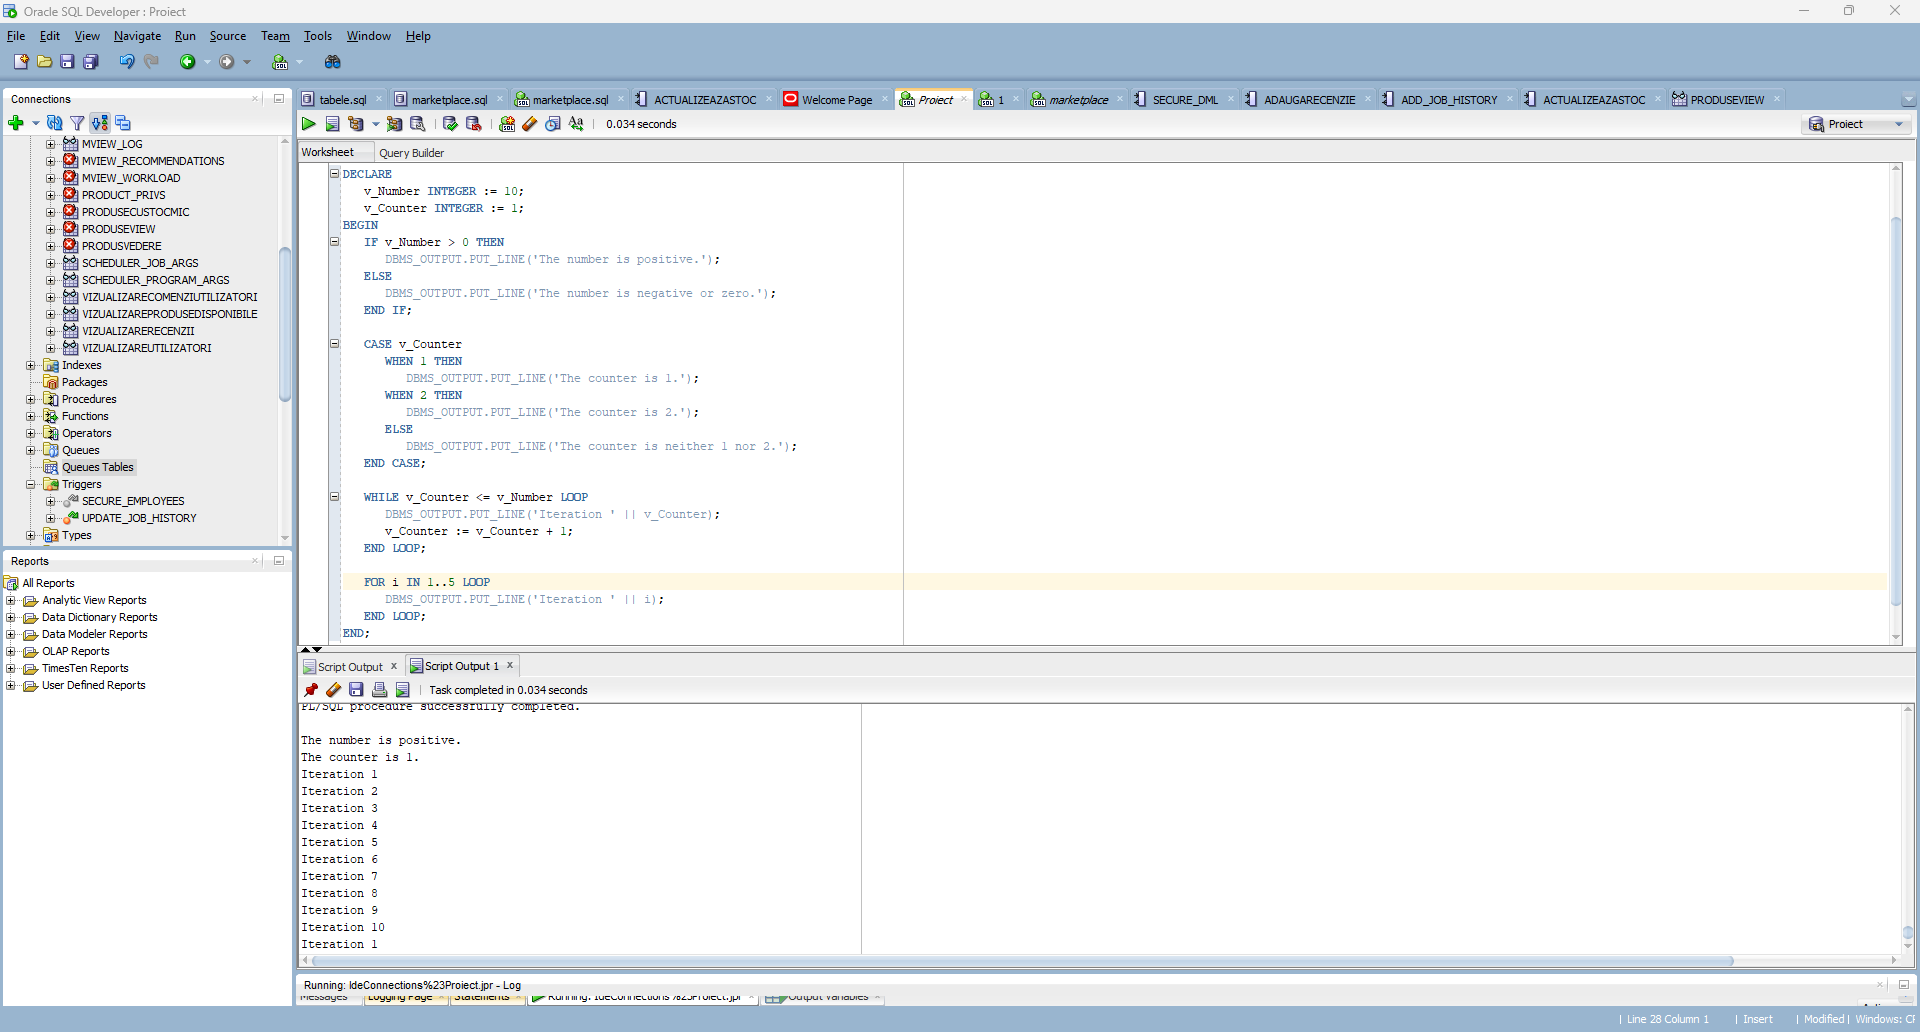 Oracle SQL Developer : Proiect
File Edit View Navigate Run Source Team Tools Window Help
Connections
MVIEW_LOG
MVIEW_RECOMMENDATIONS
MVIEW_WORKLOAD
PRODUCT_PRIVS
PRODUSECUSTOCMIC
PRODUSEVIEW
PRODUSVEDERE
SCHEDULER_JOB_ARGS
SCHEDULER_PROGRAM_ARGS
VIZUALIZARECOMENZIUTILIZATORI
VIZUALIZAREPRODUSEDISPONIBILE
VIZUALIZARERECENZII
VIZUALIZAREUTILIZATORI
Indexes
Packages
Procedures
Functions
Operators
Queues
Queues Tables
Triggers
SECURE_EMPLOYEES
UPDATE_JOB_HISTORY
Types
Reports
All Reports
Analytic View Reports
Data Dictionary Reports
Data Modeler Reports
OLAP Reports
TimesTen Reports
User Defined Reports
tabele.sql marketplace.sql marketplace.sql ACTUALIZEAZASTOC Welcome Page Proiect 1 marketplace SECURE_DML ADAUGARECENZIE ADD_JOB_HISTORY ACTUALIZEAZASTOC PRODUSEVIEW
0.034 seconds
Proiect
Worksheet Query Builder
DECLARE
v_Number INTEGER := 10;
v_Counter INTEGER := 1;
BEGIN
IF v_Number > 0 THEN
DBMS_OUTPUT.PUT_LINE('The number is positive.');
ELSE
DBMS_OUTPUT.PUT_LINE('The number is negative or zero.');
END IF;
CASE v_Counter
WHEN 1 THEN
DBMS_OUTPUT.PUT_LINE('The counter is 1.');
WHEN 2 THEN
DBMS_OUTPUT.PUT_LINE('The counter is 2.');
ELSE
DBMS_OUTPUT.PUT_LINE('The counter is neither 1 nor 2.');
END CASE;
WHILE v_Counter <= v_Number LOOP
DBMS_OUTPUT.PUT_LINE('Iteration ' || v_Counter);
v_Counter := v_Counter + 1;
END LOOP;
FOR i IN 1..5 LOOP
DBMS_OUTPUT.PUT_LINE('Iteration ' || i);
END LOOP;
END;
Script Output Script Output 1
Task completed in 0.034 seconds
PL/SQL procedure successfully completed.
The number is positive.
The counter is 1.
Iteration 1
Iteration 2
Iteration 3
Iteration 4
Iteration 5
Iteration 6
Iteration 7
Iteration 8
Iteration 9
Iteration 10
Iteration 1
Running: IdeConnections%23Proiect.jpr - Log
Messages Logging Page Statements Running: IdeConnections%23Proiect.jpr Output Variables
Line 28 Column 1 Insert Modified Windows: